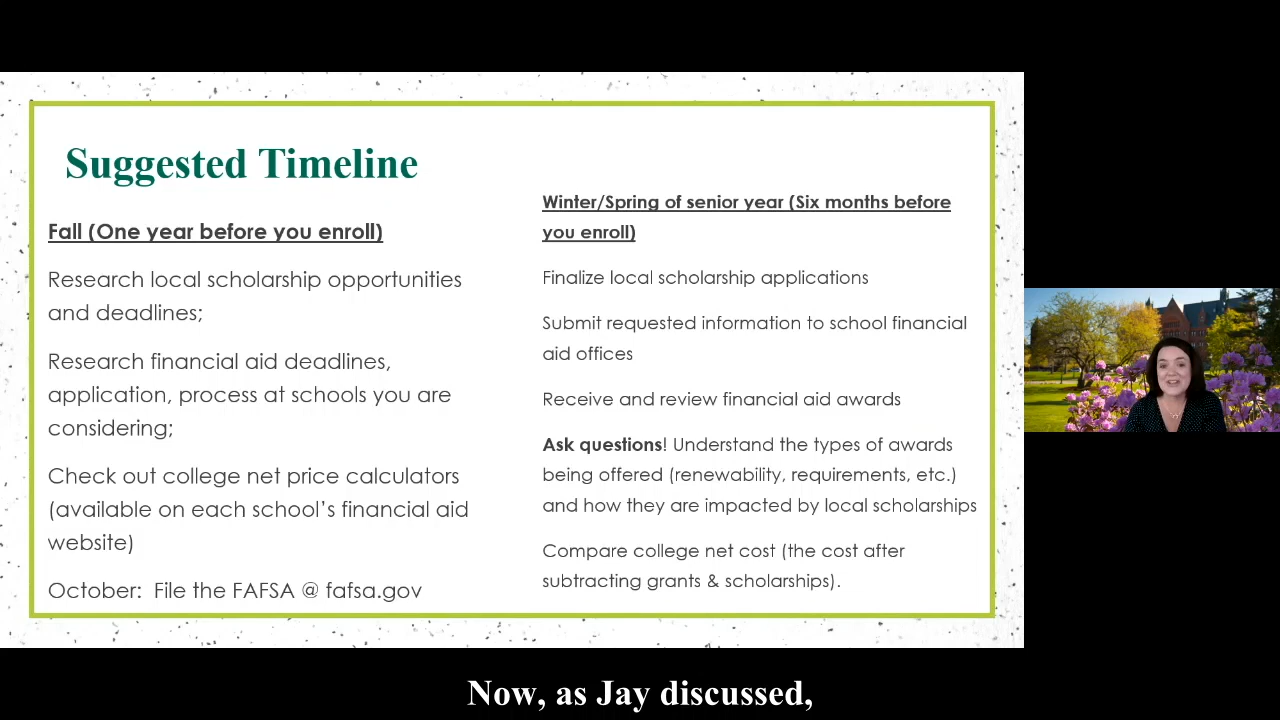 Suggested Timeline
Fall (One year before you enroll)
Research local scholarship opportunities
and deadlines;
Research financial aid deadlines,
application, process at schools you are
considering;
Check out college net price calculators
(available on each school's financial aid
website)
October:  File the FAFSA @ fafsa.gov
Winter/Spring of senior year (Six months before
you enroll)
Finalize local scholarship applications
Submit requested information to school financial
aid offices
Receive and review financial aid awards
Ask questions! Understand the types of awards
being offered (renewability, requirements, etc.)
and how they are impacted by local scholarships
Compare college net cost (the cost after
subtracting grants & scholarships).
Now, as Jay discussed,